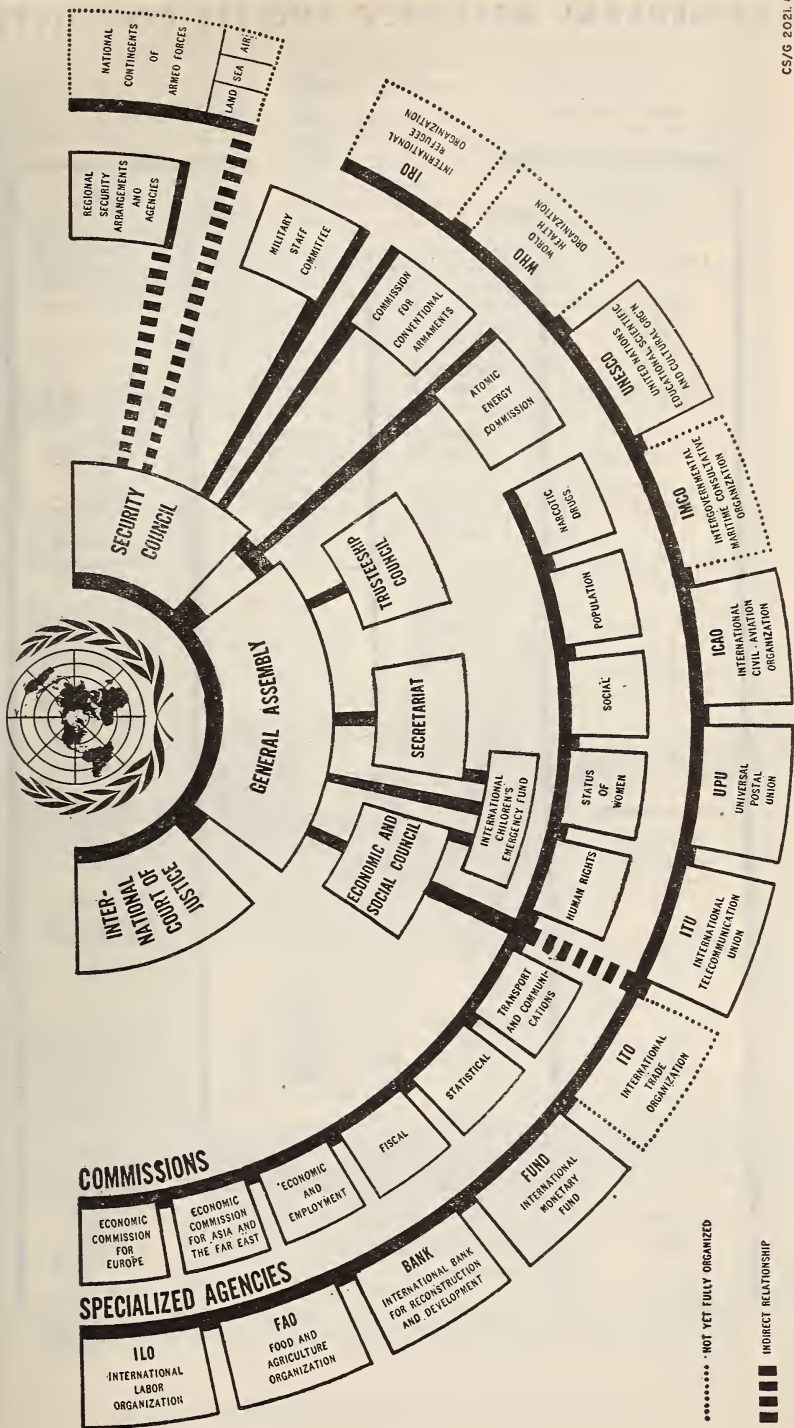 CS/G 2021,
NATIONAL
CONTINGENTS
OF
ARMEO FORCES
LAND
SEA
AIR
REGIONAL
SECURITY
ARRANGEMENTS
ANO
AGENCIES
MILITARY
STAFF
COMMITTEE
COMMISSION
FOR
CONVENTIONAL
ARMAMENTS
ATOMIC
ENERGY
COMMISSION
SECURITY
COUNCIL
GENERAL ASSEMBLY
INTER-
NATIONAL
COURT OF
JUSTICE
TRUSTEESHIP
COUNCIL
SECRETARIAT
ECONOMIC AND
SOCIAL COUNCIL
INTERNATIONAL
CHILDREN'S
EMERGENCY FUND
COMMISSIONS
ECONOMIC
COMMISSION
FOR
EUROPE
ECONOMIC
COMMISSION
FOR ASIA AND
THE FAR EAST
ECONOMIC
AND
EMPLOYMENT
FISCAL
STATISTICAL
TRANSPORT
AND COMMUNI-
CATIONS
HUMAN RIGHTS
STATUS
OF
WOMEN
SOCIAL
POPULATION
NARCOTIC
DRUGS.
SPECIALIZED AGENCIES
ILO
INTERNATIONAL
LABOR
ORGANIZATION
FAO
FOOD AND
AGRICULTURE
ORGANIZATION
BANK
INTERNATIONAL BANK
FOR RECONSTRUCTION
AND DEVELOPMENT
FUND
INTERNATIONAL
MONETARY
FUND
ITO
INTERNATIONAL
TRADE
ORGANIZATION
ITU
INTERNATIONAL
TELECOMMUNICATION
UNION
UPU
UNIVERSAL
POSTAL
UNION
ICAO
INTERNATIONAL
CIVIL-AVIATION
ORGANIZATION
IMCO
INTERGOVERNMENTAL
MARITIME CONSULTATIVE
ORGANIZATION
UNESCO
UNITED NATIONS
EDUCATIONAL, SCIENTIFIC
AND CULTURAL ORG'N
WHO
WORLD
HEALTH
ORGANIZATION
IRO
INTERNATIONAL
REFUGEE
ORGANIZATION
NOT YET FULLY ORGANIZED
INDIRECT RELATIONSHIP